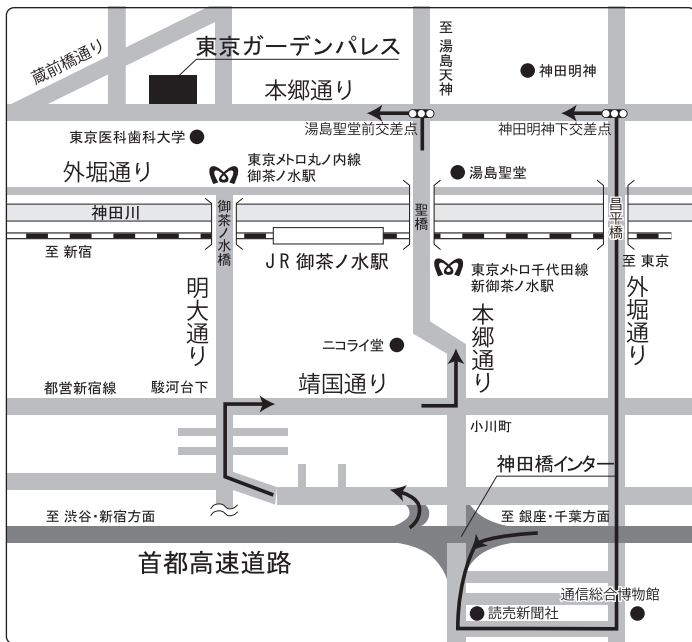 蔵前橋通り
東京ガーデンパレス
至 湯島天神
神田明神
本郷通り
湯島聖堂前交差点
神田明神下交差点
東京医科歯科大学
外堀通り
東京メトロ丸ノ内線
御茶ノ水駅
湯島聖堂
神田川
御茶ノ水橋
聖橋
昌平橋
至 新宿
JR 御茶ノ水駅
東京メトロ千代田線
新御茶ノ水駅
至 東京
明大通り
本郷通り
外堀通り
ニコライ堂
都営新宿線
駿河台下
靖国通り
小川町
神田橋インター
至 渋谷・新宿方面
至 銀座・千葉方面
首都高速道路
通信総合博物館
読売新聞社